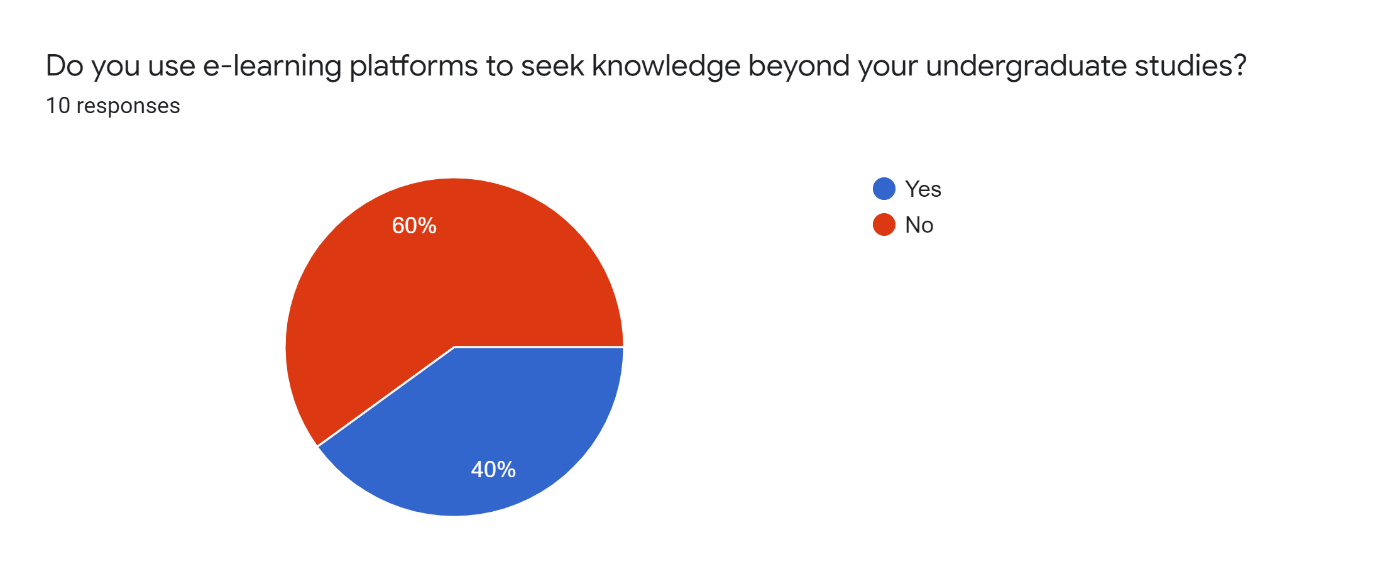 Do you use e-learning platforms to seek knowledge beyond your undergraduate studies?
10 responses
Yes
No
60%
40%